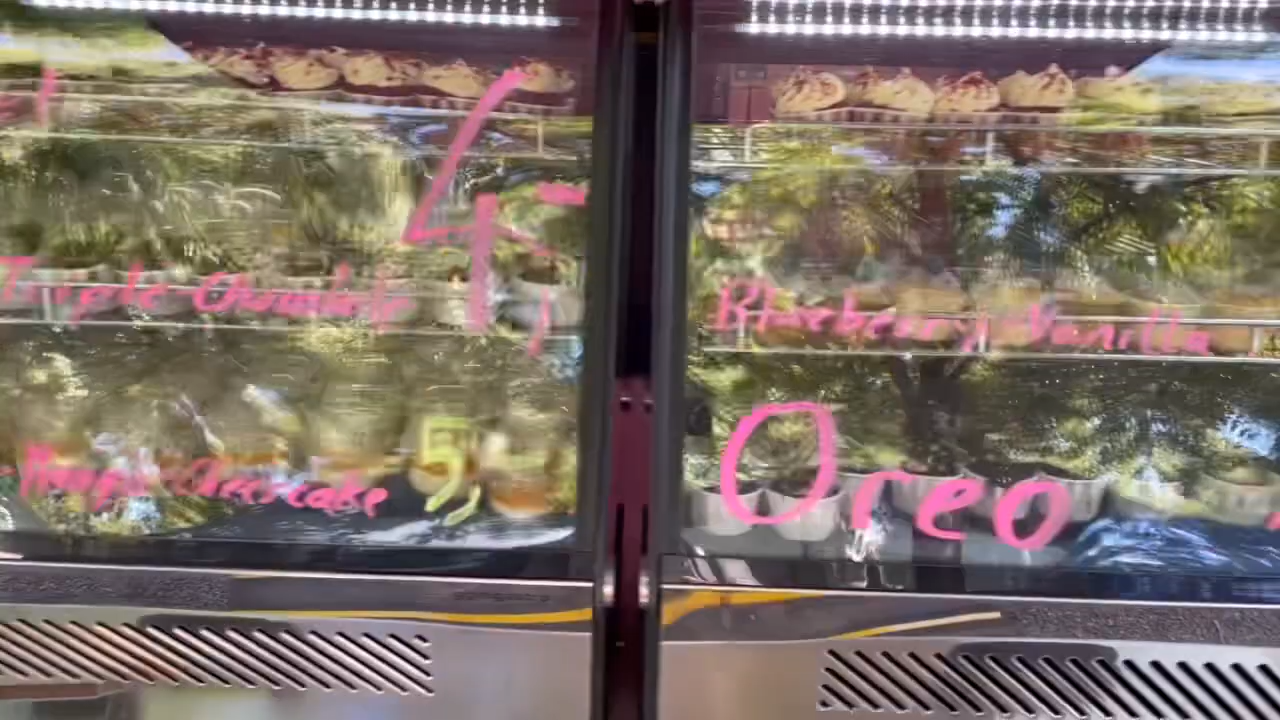 4,-
Triple Chocolate
Blueberry Vanilla
Cheesecake 5,
Oreo